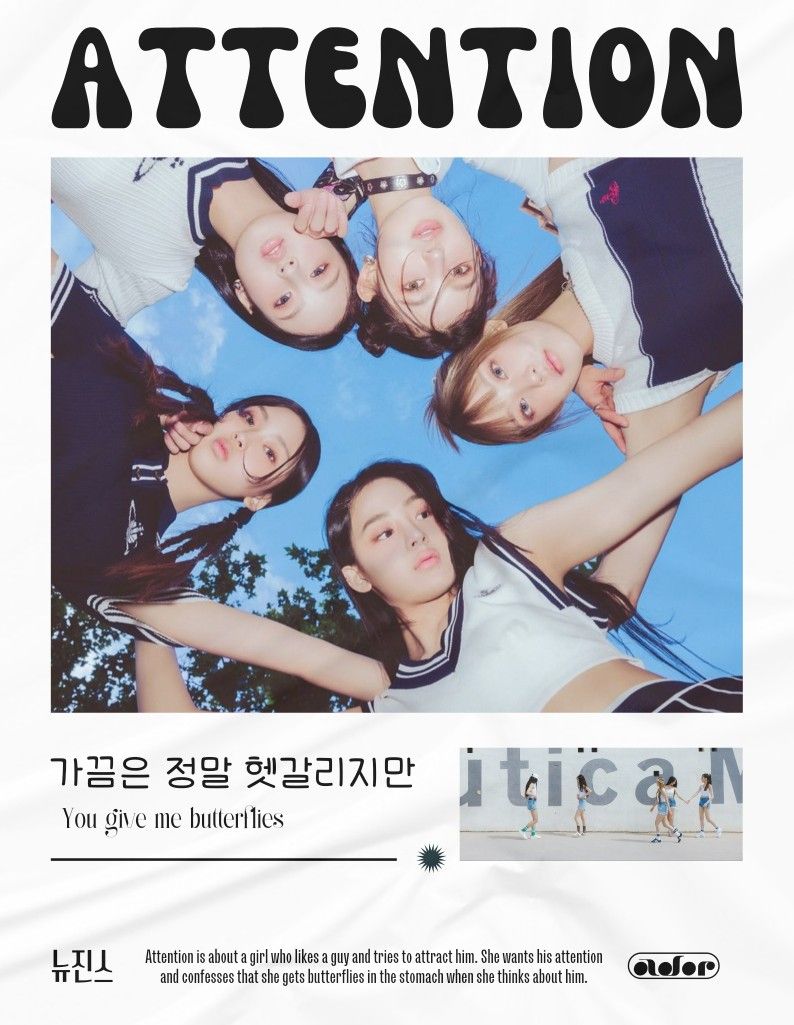 ATTENTION
가끔은 정말 헷갈리지만
You give me butterflies
uticaM
뉴진스
Attention is about a girl who likes a guy and tries to attract him. She wants his attention
and confesses that she gets butterflies in the stomach when she thinks about him.
ador